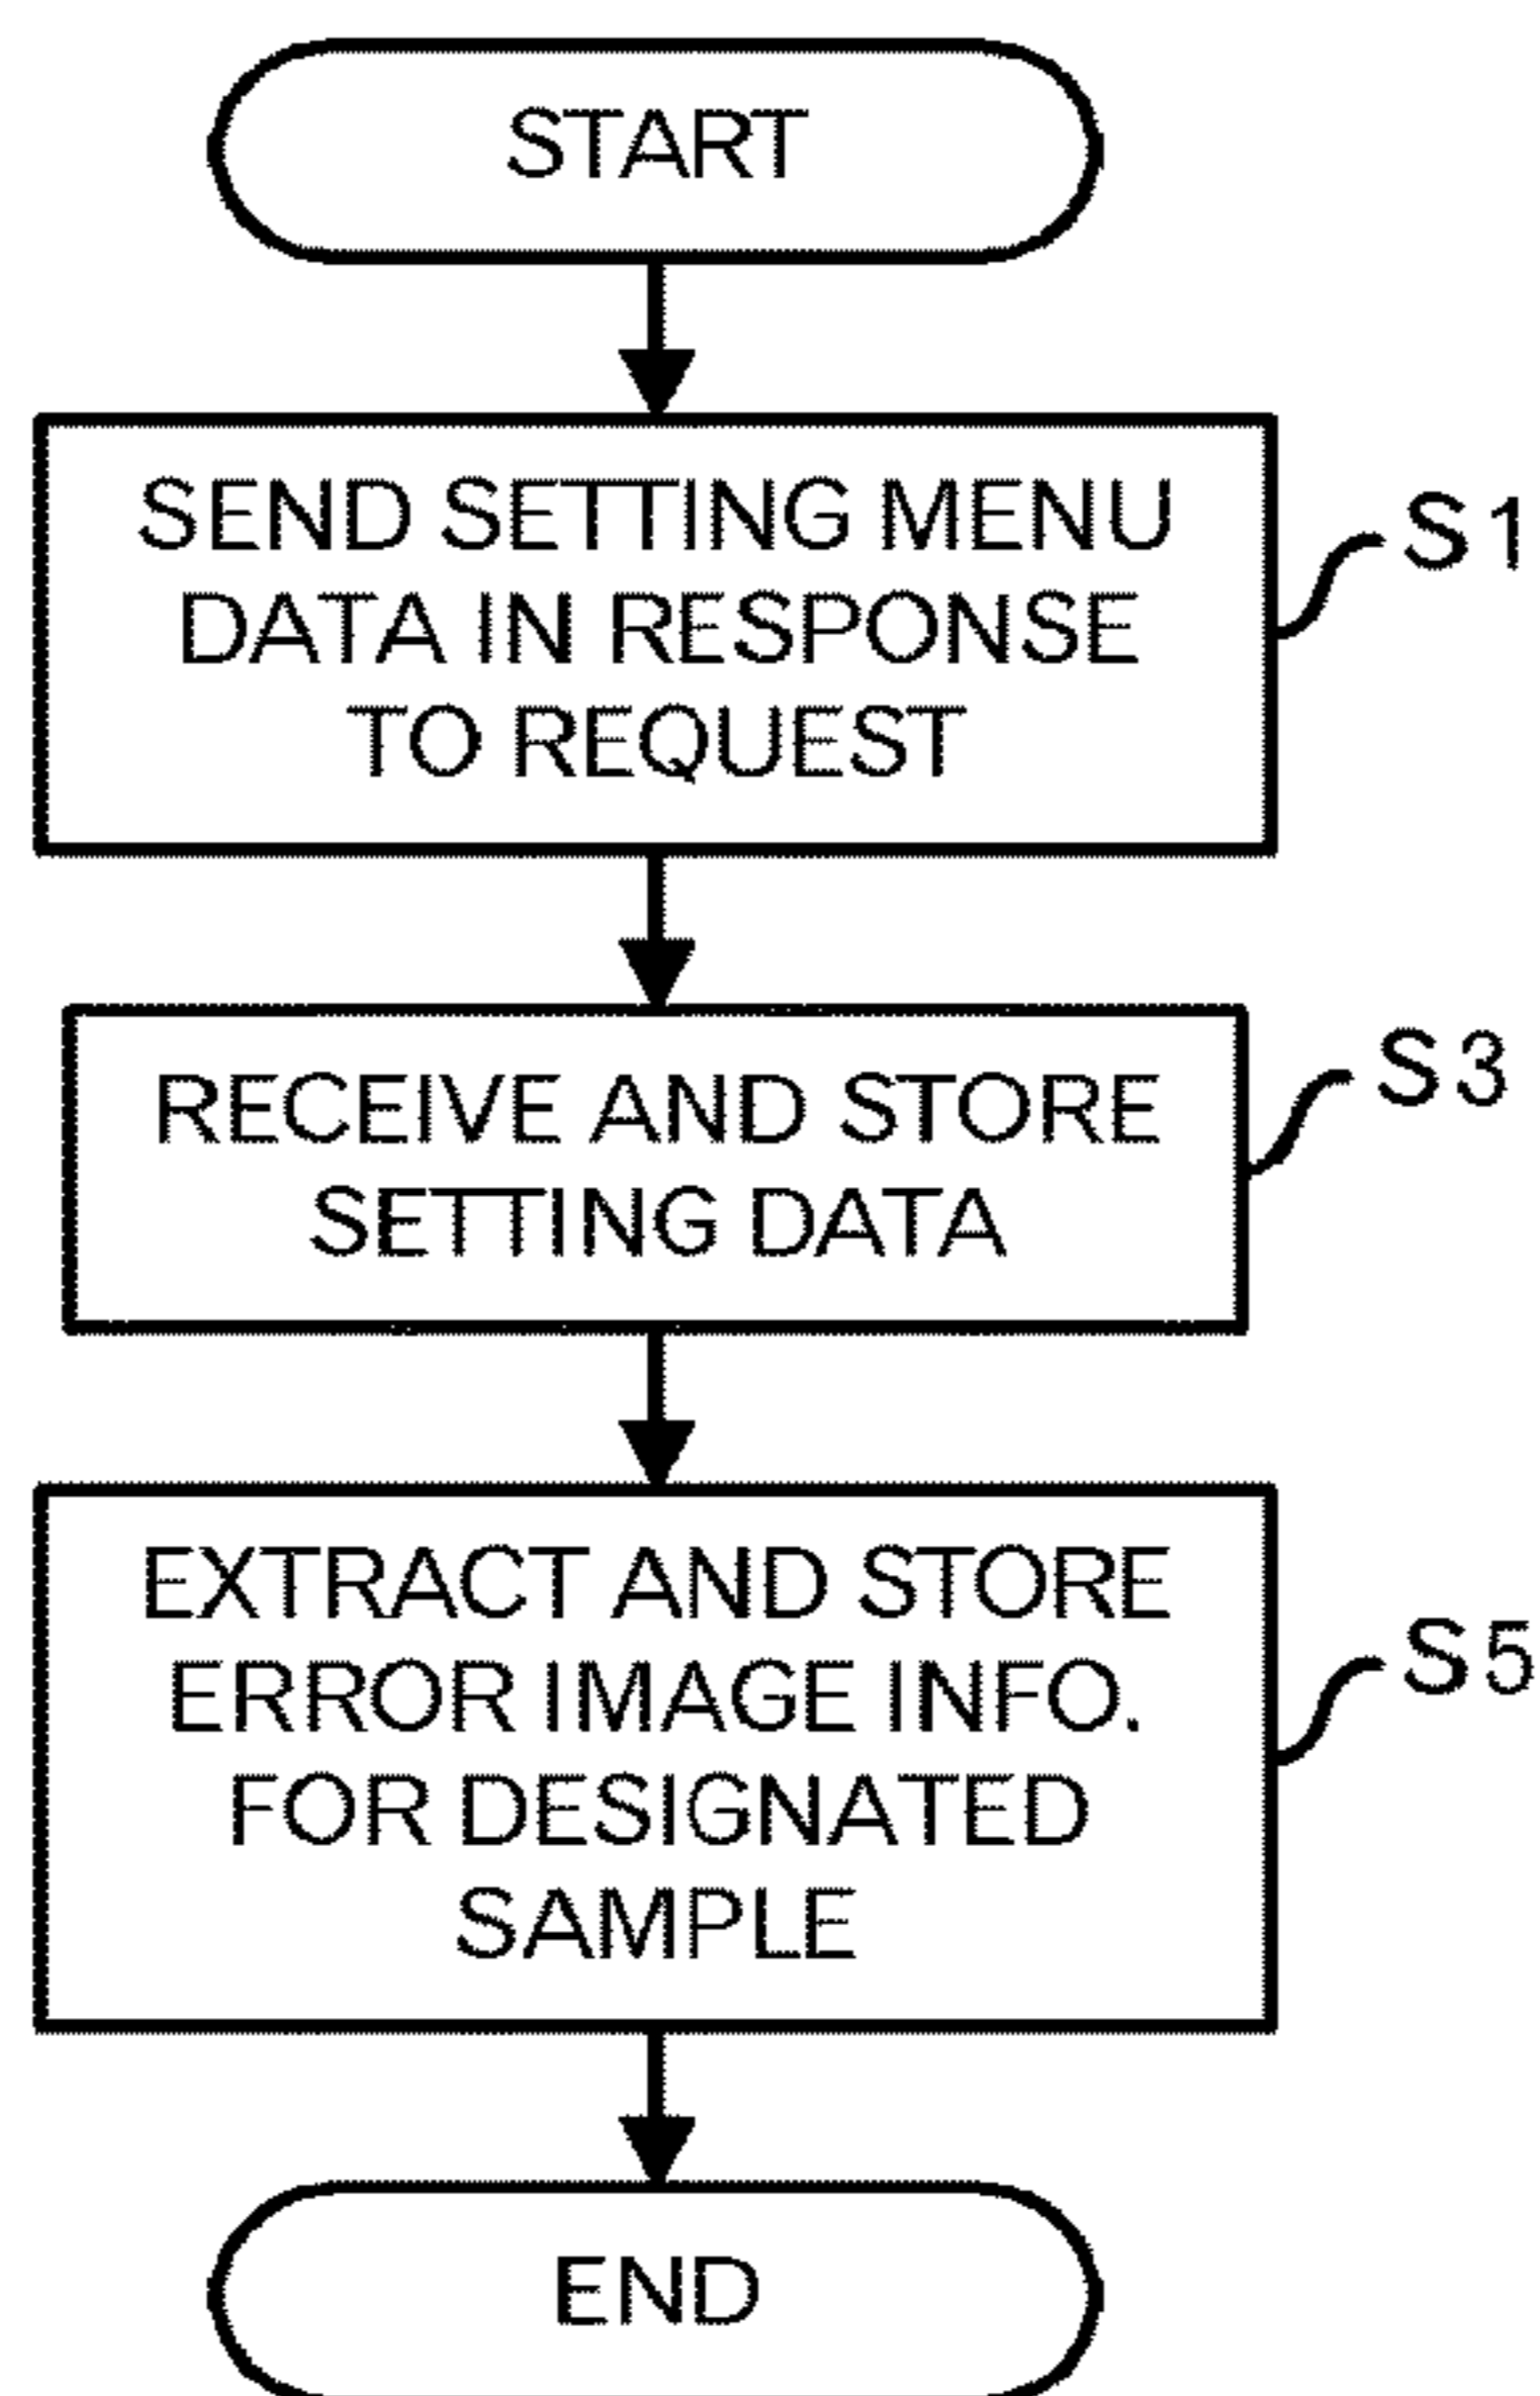 START
SEND SETTING MENU
DATA IN RESPONSE
TO REQUEST
S1
RECEIVE AND STORE
SETTING DATA
S3
EXTRACT AND STORE
ERROR IMAGE INFO.
FOR DESIGNATED
SAMPLE
S5
END